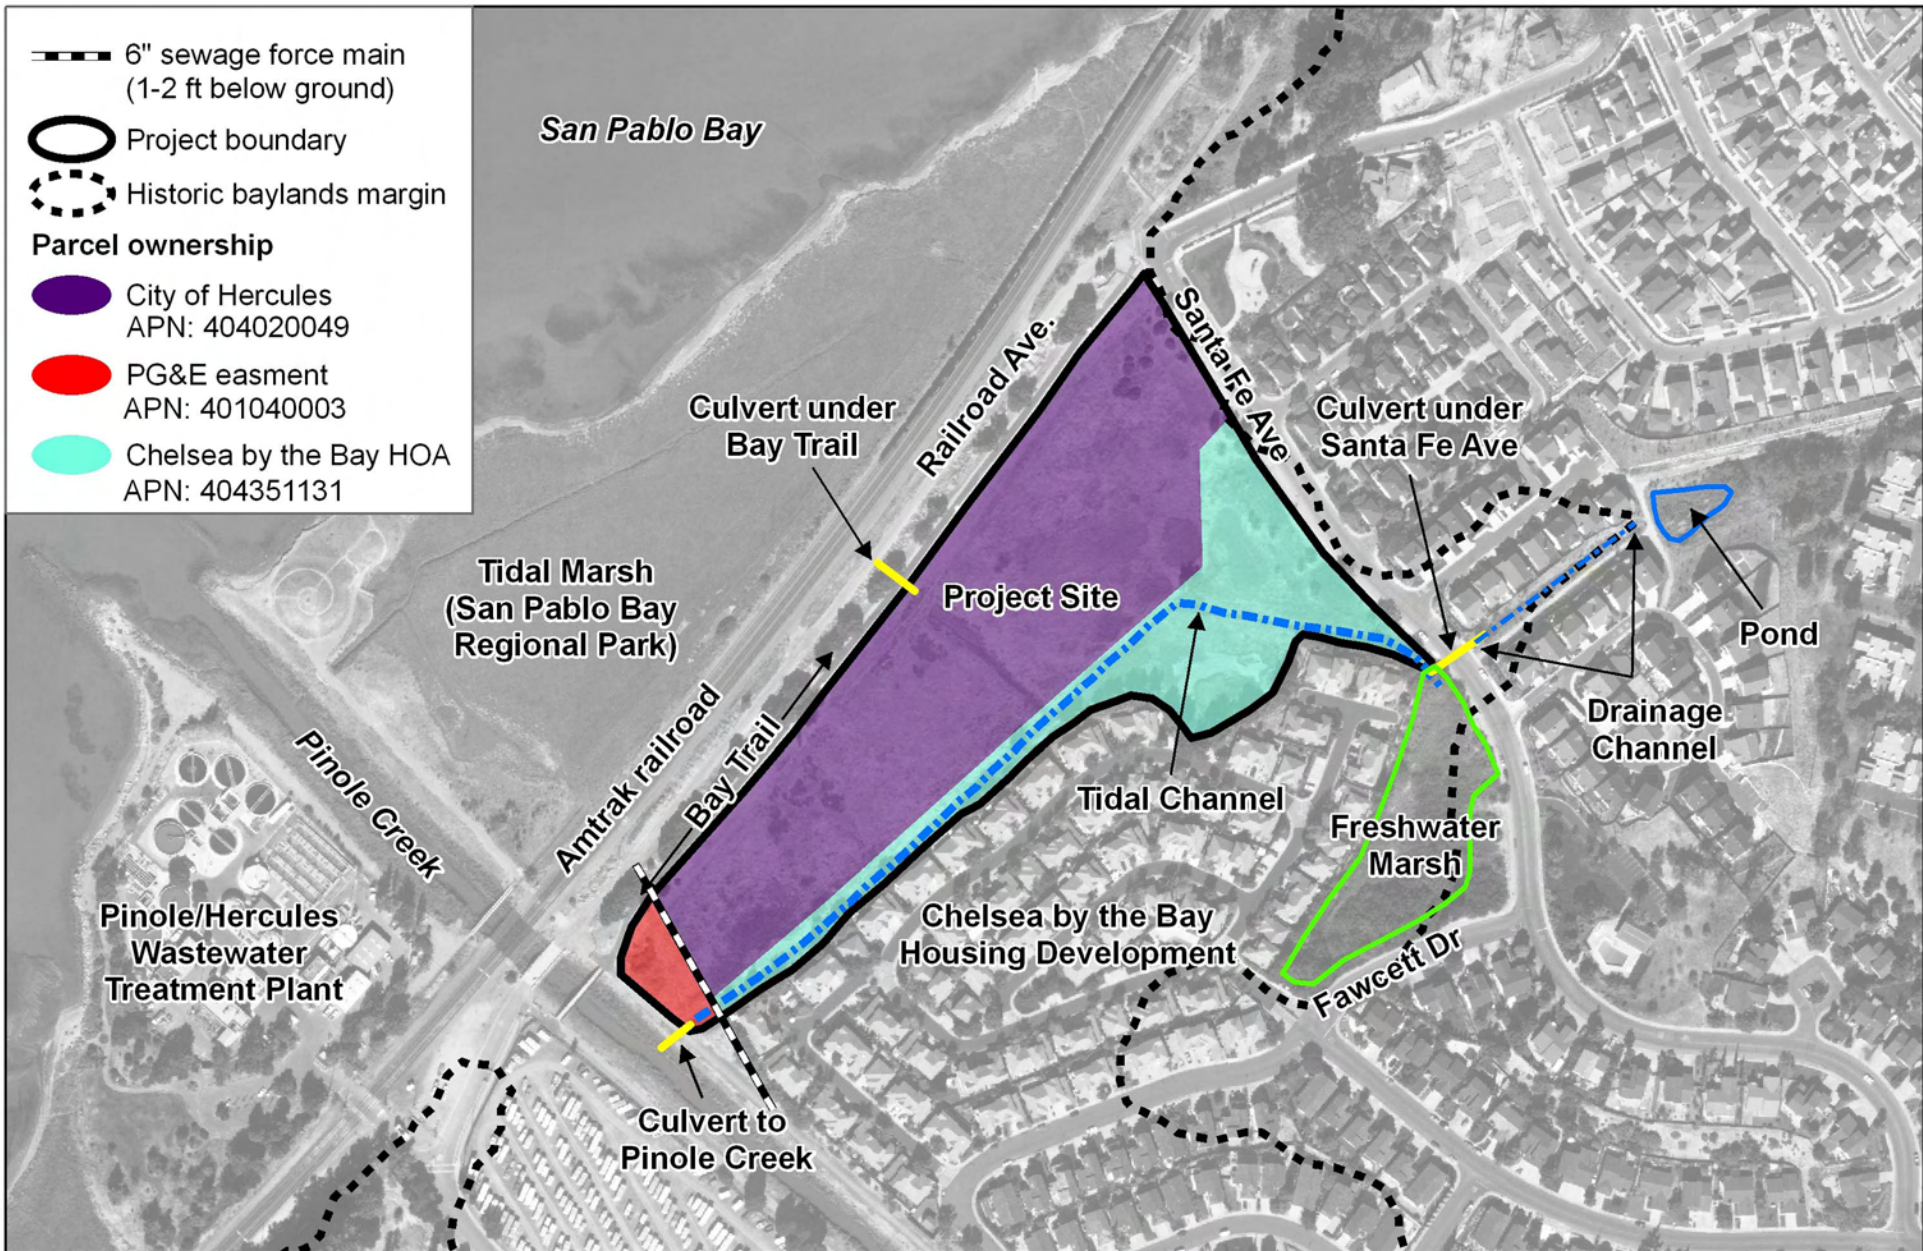 6" sewage force main
(1-2 ft below ground)
Project boundary
Historic baylands margin
Parcel ownership
City of Hercules
APN: 404020049
PG&E easment
APN: 401040003
Chelsea by the Bay HOA
APN: 404351131
San Pablo Bay
Railroad Ave.
Santa Fe Ave
Culvert under
Bay Trail
Culvert under
Santa Fe Ave
Tidal Marsh
(San Pablo Bay
Regional Park)
Project Site
Pond
Drainage
Channel
Amtrak railroad
Bay Trail
Pinole Creek
Tidal Channel
Freshwater
Marsh
Pinole/Hercules
Wastewater
Treatment Plant
Chelsea by the Bay
Housing Development
Fawcett Dr
Culvert to
Pinole Creek